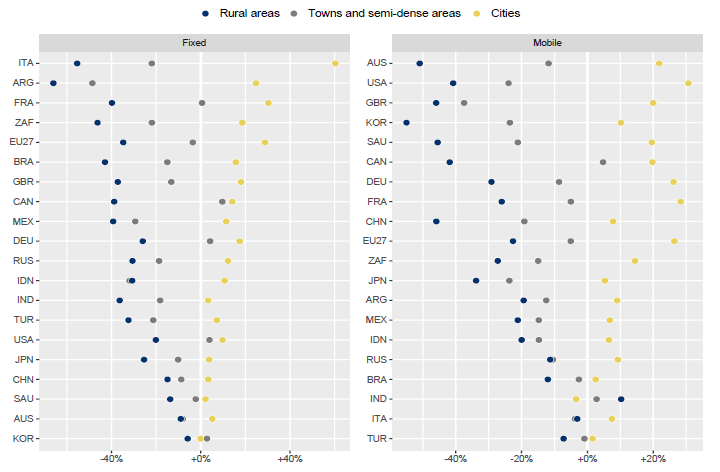 Rural areas Towns and semi-dense areas Cities
Fixed
ITA
ARG
FRA
ZAF
EU27
BRA
GBR
CAN
MEX
DEU
RUS
IDN
IND
TUR
USA
JPN
CHN
SAU
AUS
KOR
-40% +0% +40%
Mobile
AUS
USA
GBR
KOR
SAU
CAN
DEU
FRA
CHN
EU27
ZAF
JPN
ARG
MEX
IDN
RUS
BRA
IND
ITA
TUR
-40% -20% +0% +20%